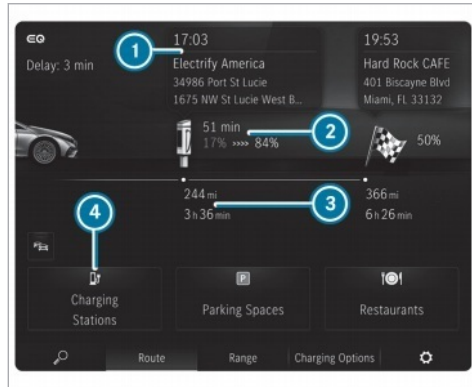 EQ
Delay: 3 min
17:03
Electrify America
34986 Port St Lucie
1675 NW St Lucie West B...
19:53
Hard Rock CAFE
401 Biscayne Blvd
Miami, FL 33132
1
51 min
17% »»» 84%
2
50%
244 mi
3 h 36 min
3
366 mi
6 h 26 min
4
Charging
Stations
P
Parking Spaces
Restaurants
Route
Range
Charging Options